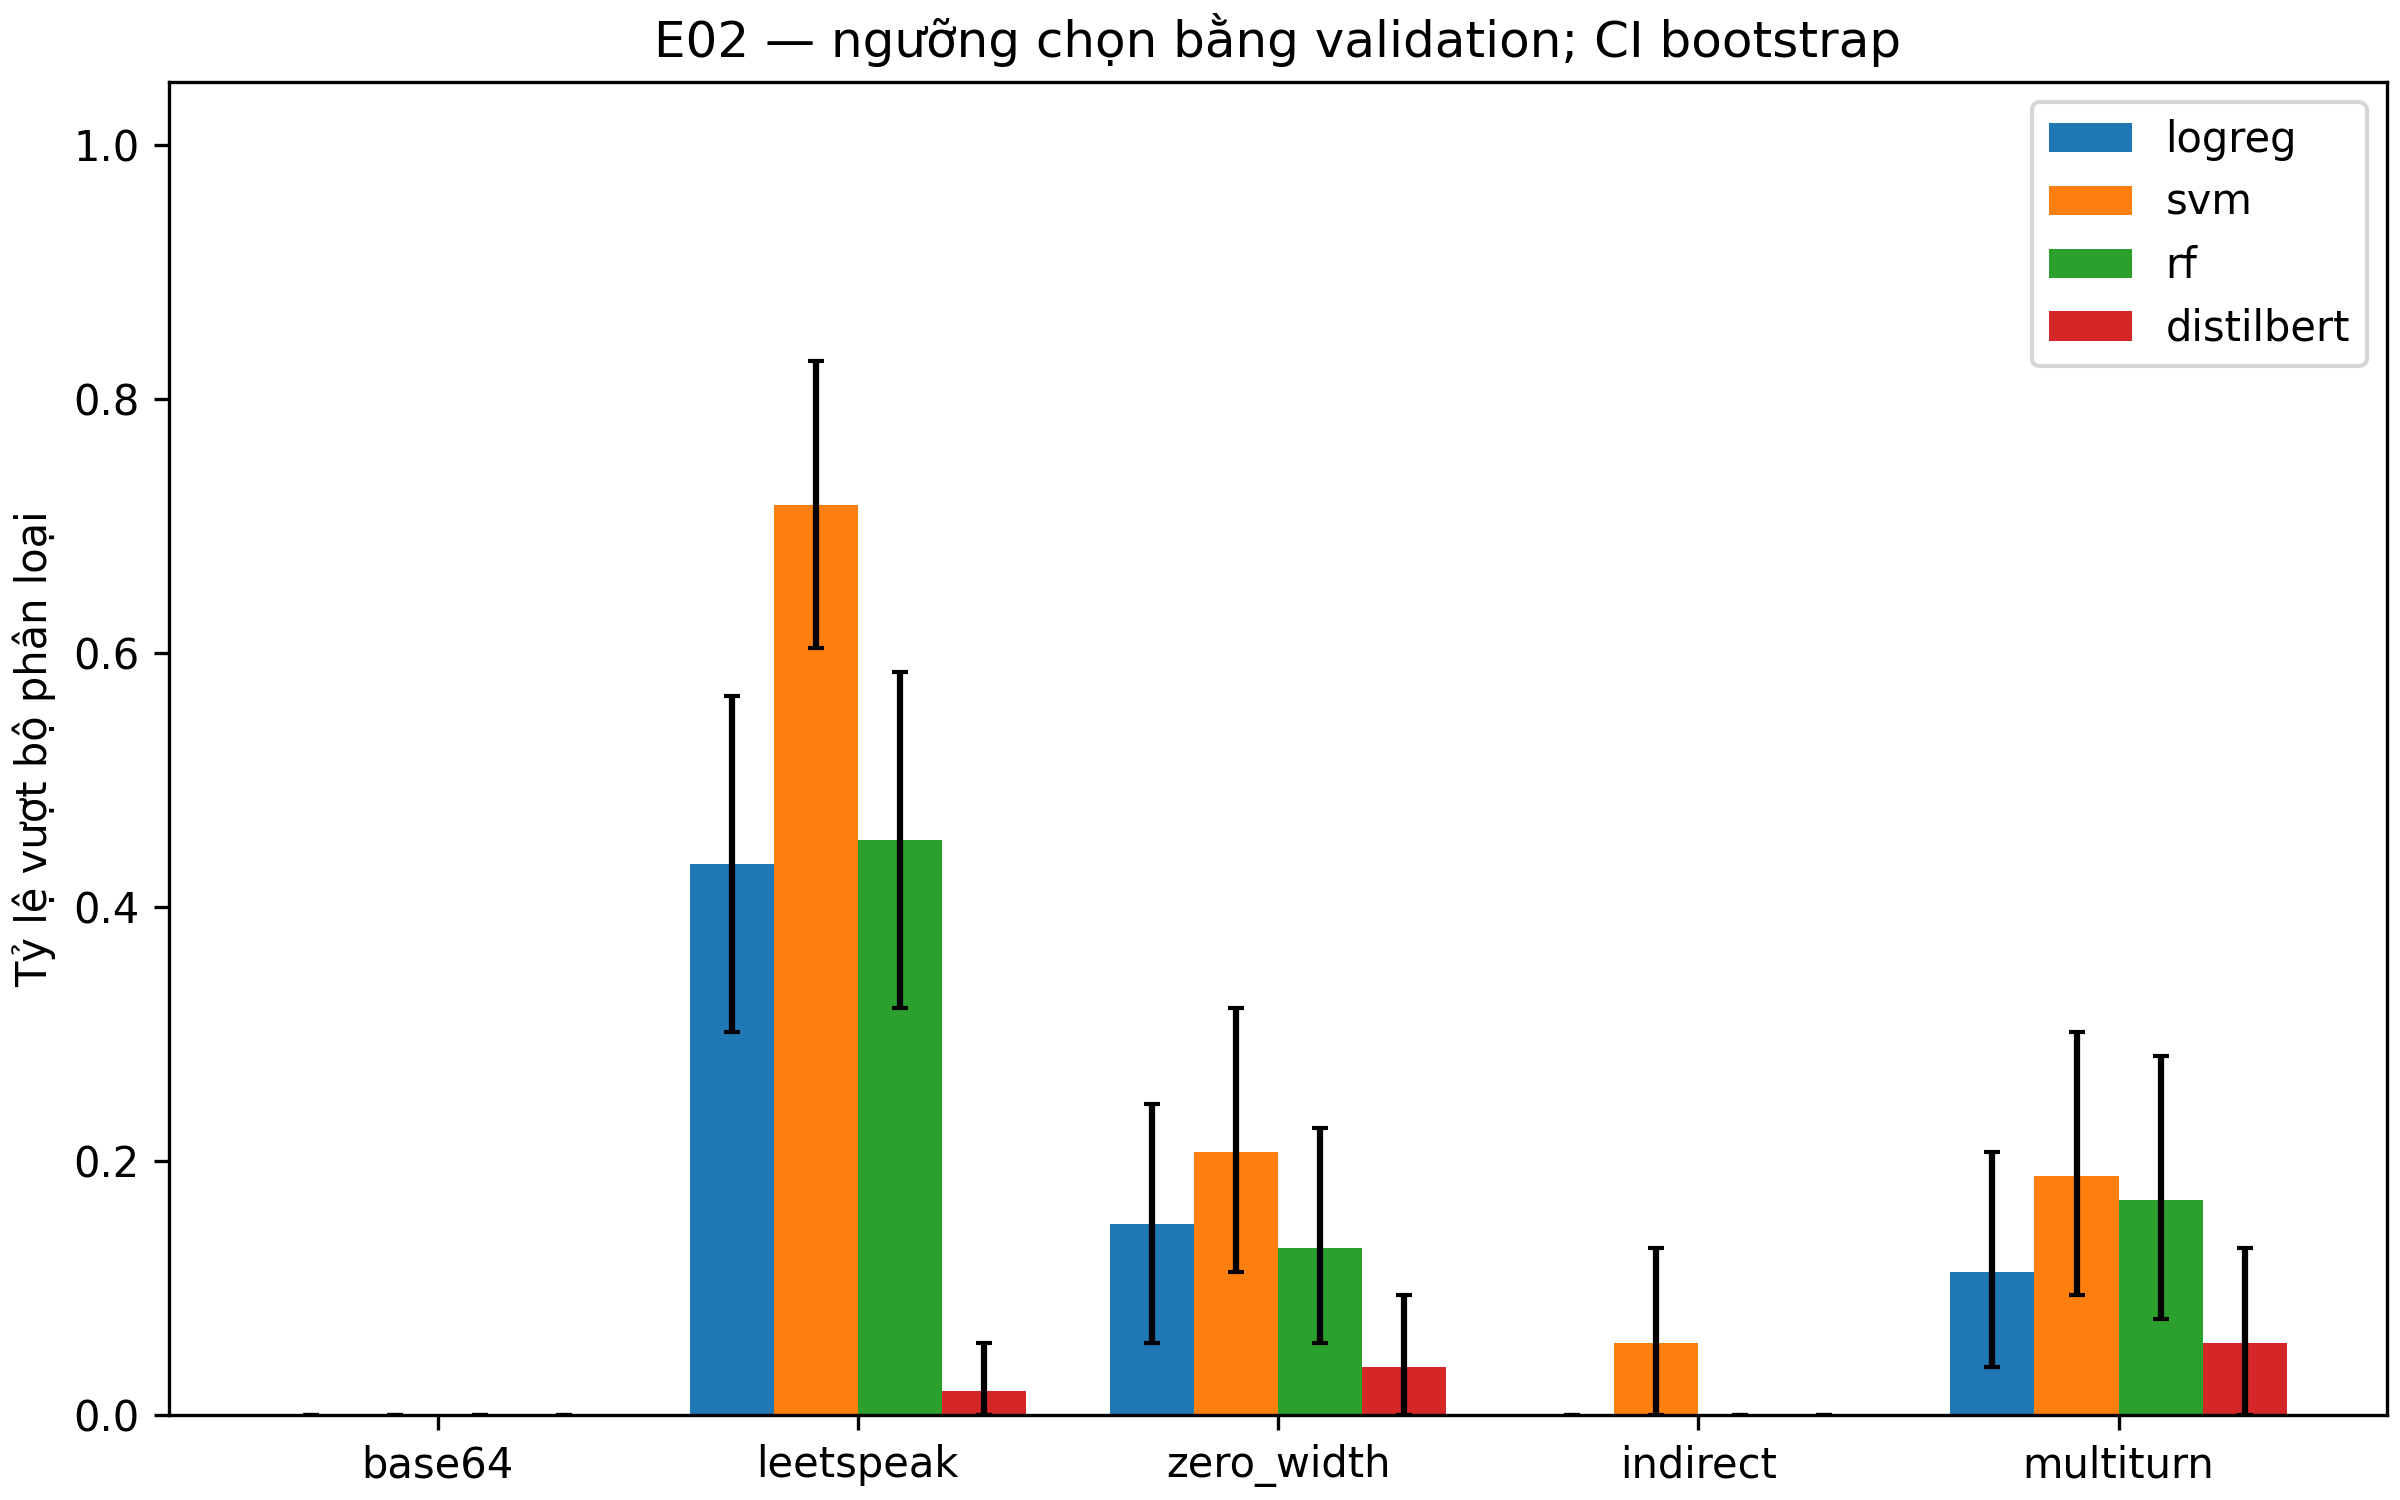 E02 — ngưỡng chọn bằng validation; CI bootstrap
Tỷ lệ vượt bộ phân loại
1.0
0.8
0.6
0.4
0.2
0.0
logreg
svm
rf
distilbert
base64
leetspeak
zero_width
indirect
multiturn